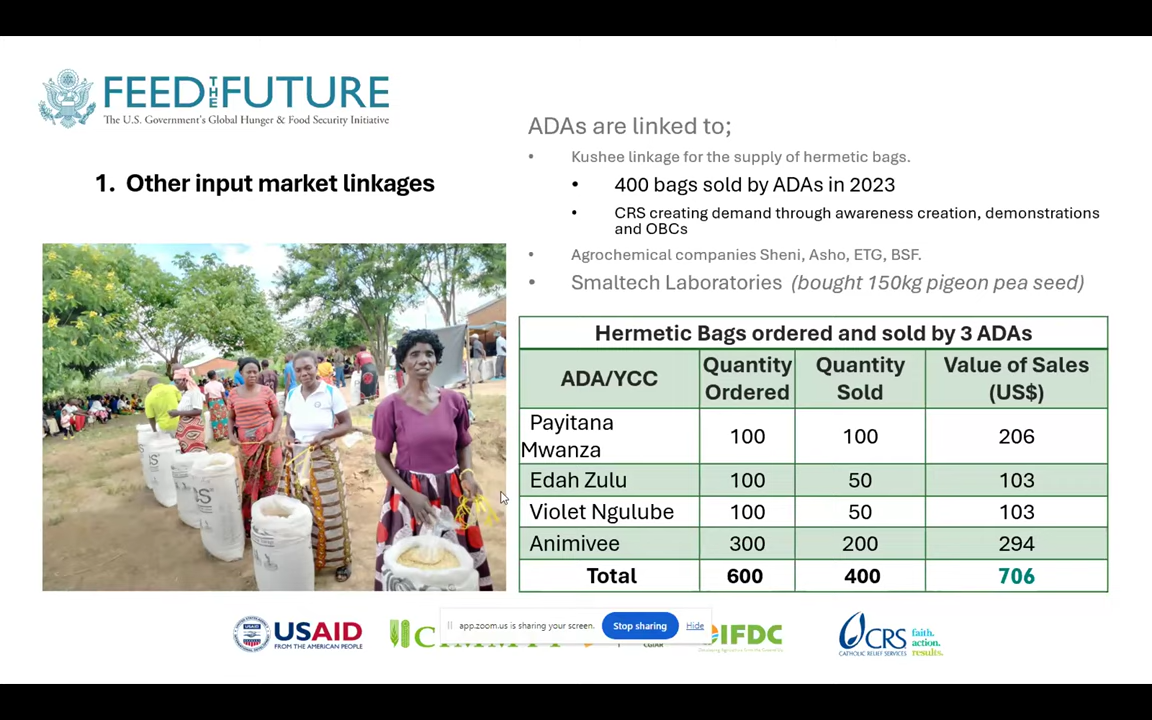 FEED THE FUTURE
The U.S. Government's Global Hunger & Food Security Initiative
1. Other input market linkages
ADAs are linked to;
• Kushee linkage for the supply of hermetic bags.
• 400 bags sold by ADAs in 2023
• CRS creating demand through awareness creation, demonstrations
and OBCs
• Agrochemical companies Sheni, Asho, ETG, BSF.
• Smaltech Laboratories (bought 150kg pigeon pea seed)
Hermetic Bags ordered and sold by 3 ADAs
ADA/YCC Quantity Ordered Quantity Sold Value of Sales (US$)
Payitana Mwanza 100 100 206
Edah Zulu 100 50 103
Violet Ngulube 100 50 103
Animivee 300 200 294
Total 600 400 706
USAID
FROM THE AMERICAN PEOPLE
app.zoom.us is sharing your screen. Stop sharing Hide
IFDC
CRS
CATHOLIC RELIEF SERVICES
faith.
action.
results.